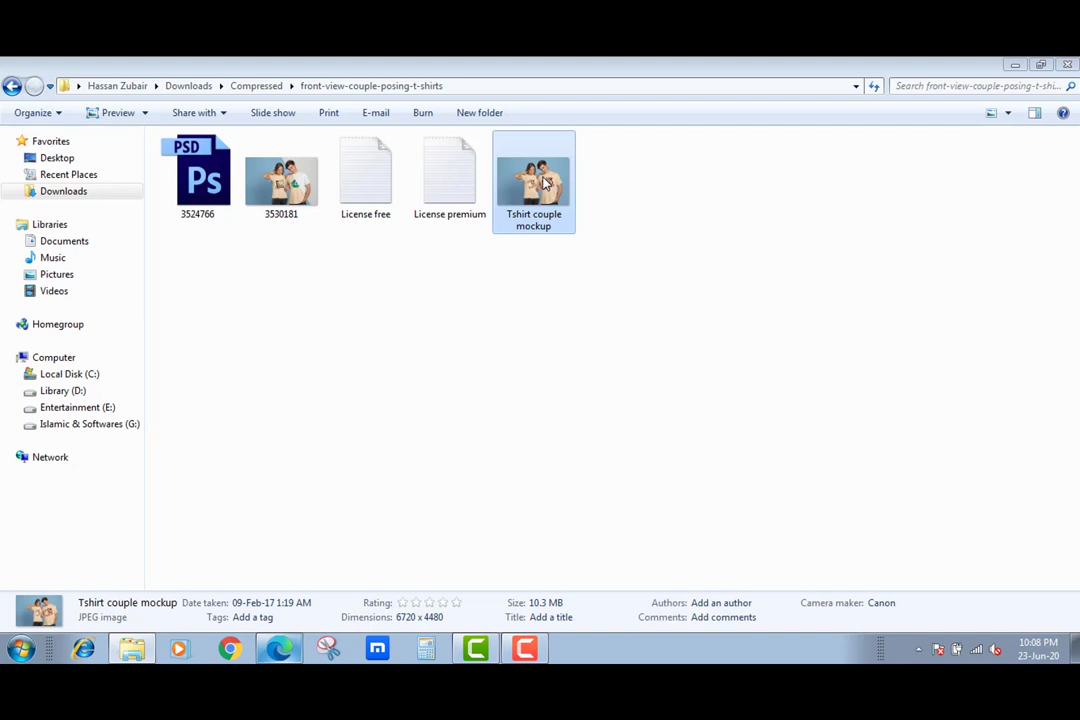 Hassan Zubair ▸ Downloads ▸ Compressed ▸ front-view-couple-posing-t-shirts
Search front-view-couple-posing-t-shi...
Organize Preview Share with Slide show Print E-mail Burn New folder
Favorites
Desktop
Recent Places
Downloads
Libraries
Documents
Music
Pictures
Videos
Homegroup
Computer
Local Disk (C:)
Library (D:)
Entertainment (E:)
Islamic & Softwares (G:)
Network
PSD
Ps
3524766
3530181
License free
License premium
Tshirt couple
mockup
Tshirt couple mockup Date taken: 09-Feb-17 1:19 AM Rating: Size: 10.3 MB Authors: Add an author Camera maker: Canon
JPEG image Tags: Add a tag Dimensions: 6720 x 4480 Title: Add a title Comments: Add comments
10:08 PM
23-Jun-20